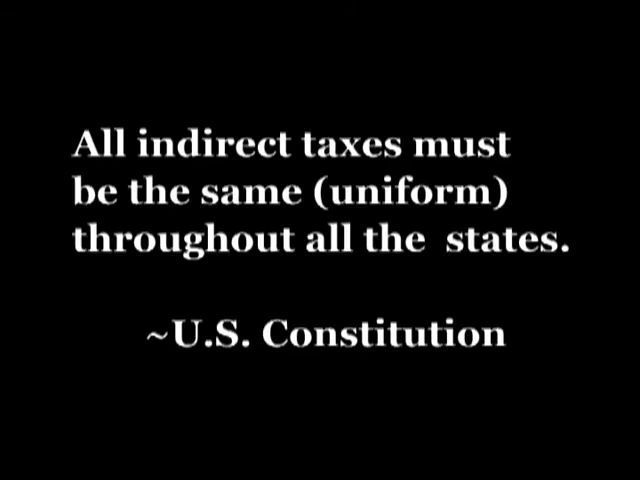 All indirect taxes must
be the same (uniform)
throughout all the states.
~U.S. Constitution